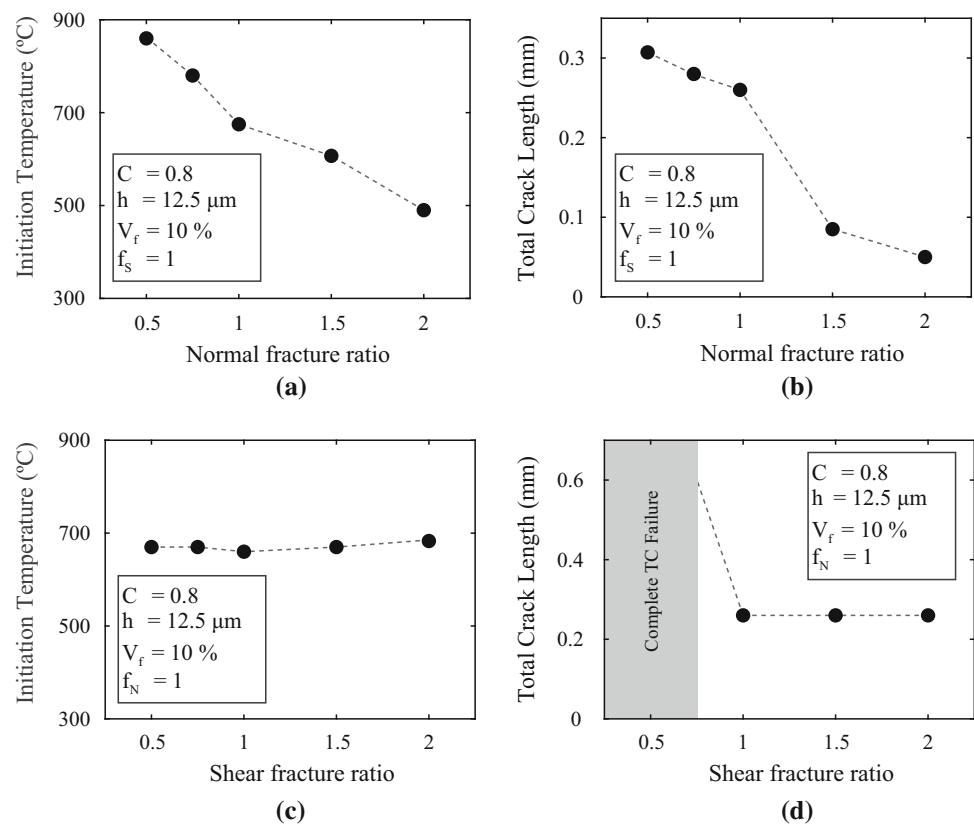 Initiation Temperature (ºC)
900
700
500
300
C = 0.8
h = 12.5 μm
V_f = 10 %
f_S = 1
0.5 1 1.5 2
Normal fracture ratio
(a)
Total Crack Length (mm)
0.3
0.2
0.1
0
C = 0.8
h = 12.5 μm
V_f = 10 %
f_S = 1
0.5 1 1.5 2
Normal fracture ratio
(b)
Initiation Temperature (ºC)
900
700
500
300
C = 0.8
h = 12.5 μm
V_f = 10 %
f_N = 1
0.5 1 1.5 2
Shear fracture ratio
(c)
Total Crack Length (mm)
0.6
0.4
0.2
0
Complete TC Failure
C = 0.8
h = 12.5 μm
V_f = 10 %
f_N = 1
0.5 1 1.5 2
Shear fracture ratio
(d)